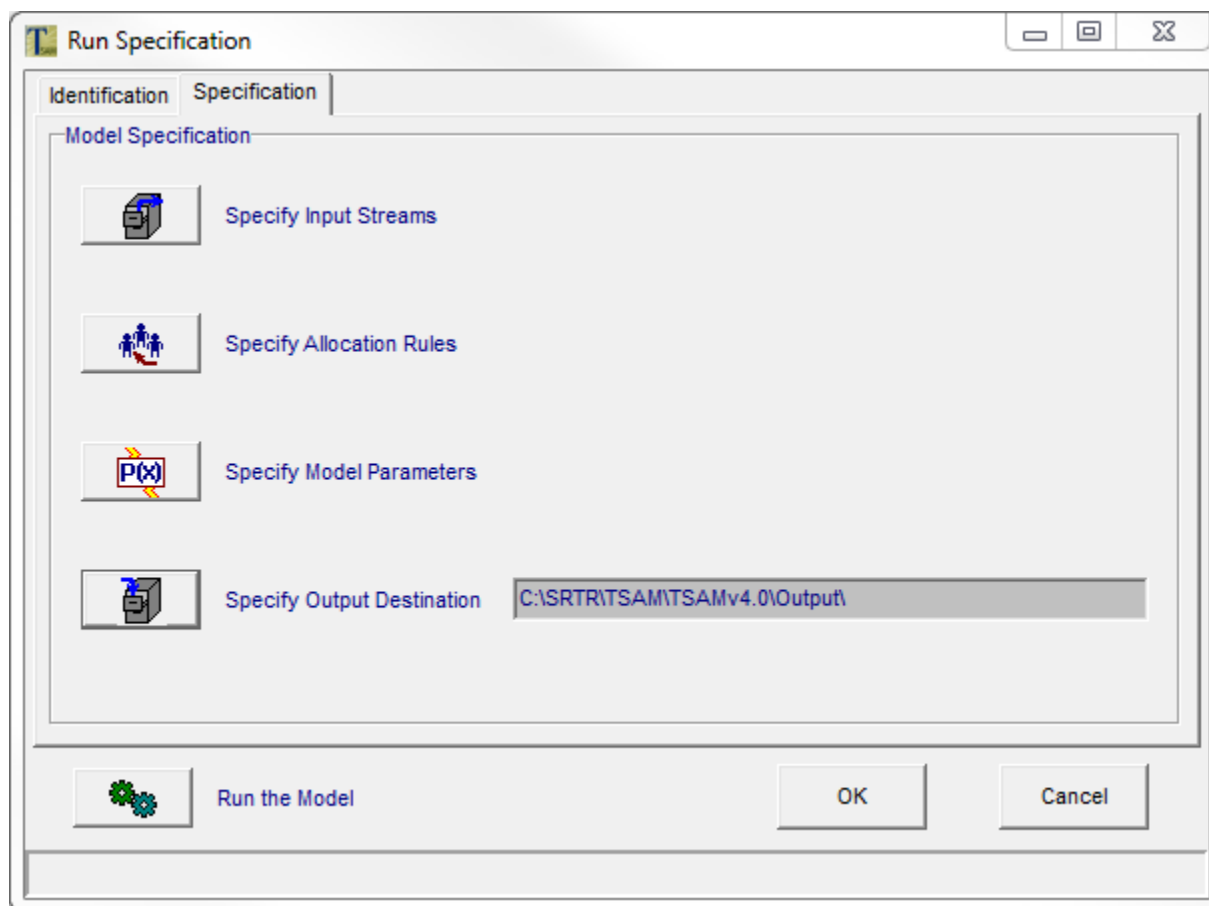 Run Specification
Identification Specification
Model Specification
Specify Input Streams
Specify Allocation Rules
P(x) Specify Model Parameters
Specify Output Destination C:\SRTR\TSAM\TSAMv4.0\Output\
Run the Model OK Cancel